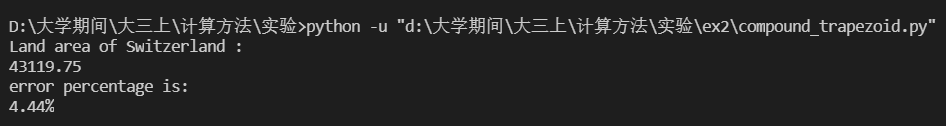 D:\大学期间\大三上\计算方法\实验>python -u "d:\大学期间\大三上\计算方法\实验\ex2\compound_trapezoid.py"
Land area of Switzerland :
43119.75
error percentage is:
4.44%